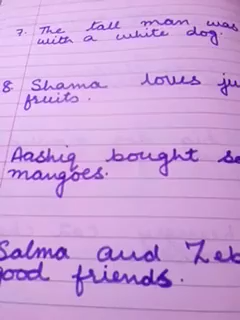 7. The tall man was
with a white dog.
8. Shama loves
fruits.
Aashiq bought
mangoes.
Salma and
good friends.